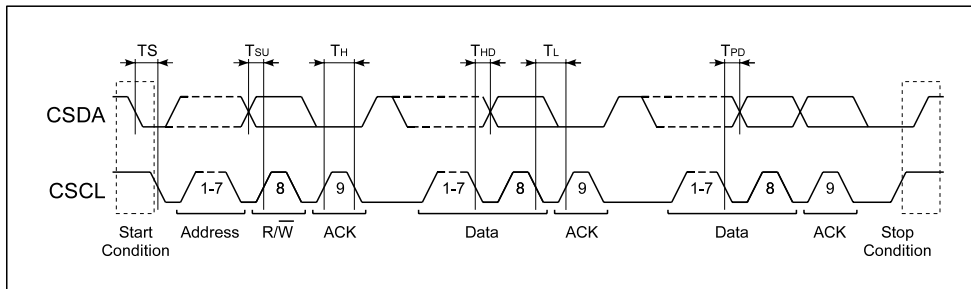 TS TSU TH THD TL TPD
CSDA
CSCL 1-7 8 9 1-7 8 9 1-7 8 9
Start Condition Address R/W̅ ACK Data ACK Data ACK Stop Condition